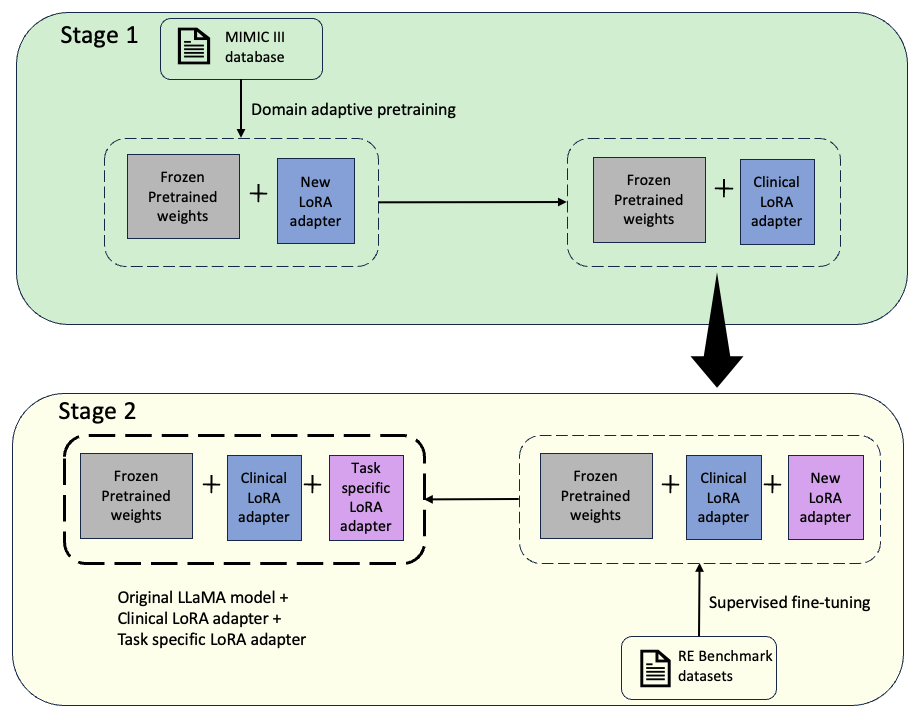 Stage 1
MIMIC III
database
Domain adaptive pretraining
Frozen
Pretrained
weights
+
New
LoRA
adapter
Frozen
Pretrained
weights
+
Clinical
LoRA
adapter
Stage 2
Frozen
Pretrained
weights
+
Clinical
LoRA
adapter
+
Task
specific
LoRA
adapter
Frozen
Pretrained
weights
+
Clinical
LoRA
adapter
+
New
LoRA
adapter
Original LLaMA model +
Clinical LoRA adapter +
Task specific LoRA adapter
Supervised fine-tuning
RE Benchmark
datasets